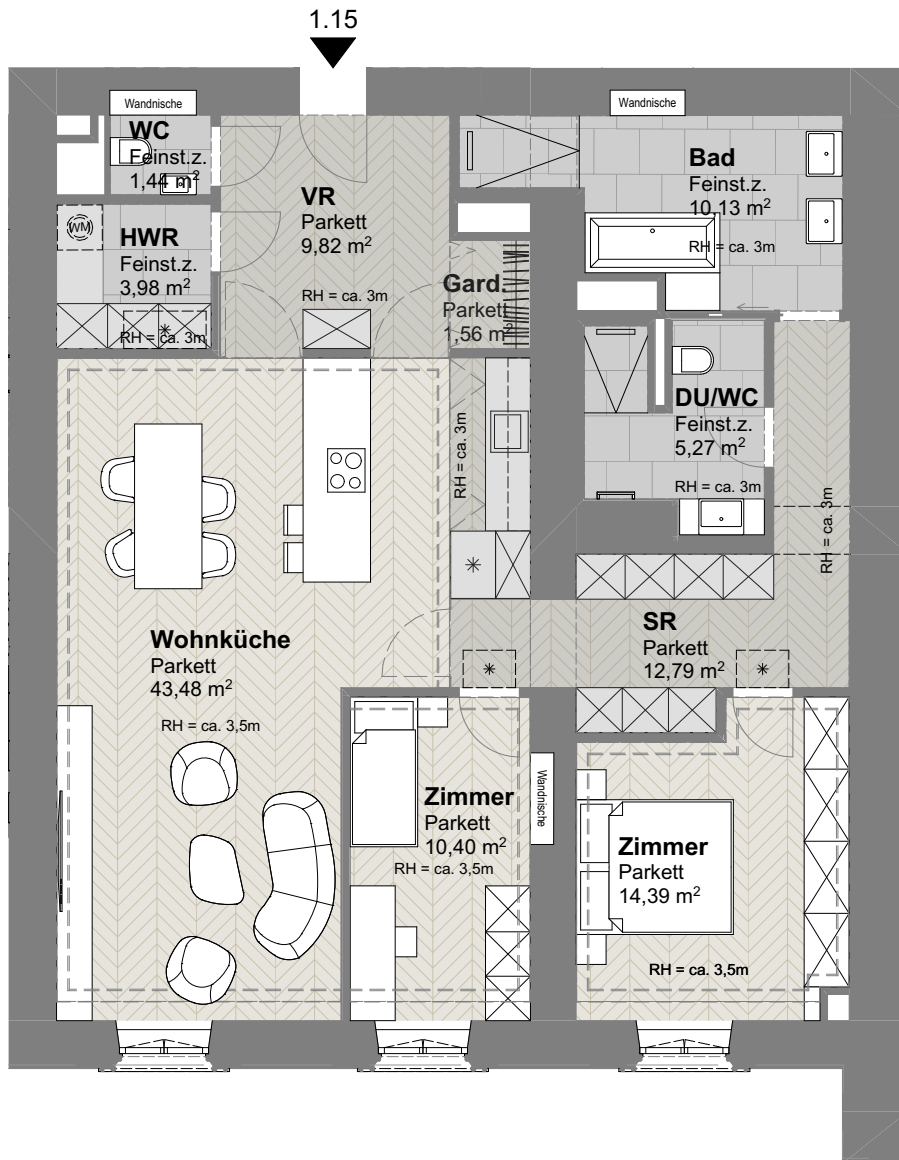 1.15
Wandnische
Wandnische
WC
Feinst.z.
1,44 m²
VR
Parkett
9,82 m²
RH = ca. 3m
Bad
Feinst.z.
10,13 m²
RH = ca. 3m
WM
HWR
Feinst.z.
3,98 m²
RH = ca. 3m
Gard.
Parkett
1,56 m²
RH = ca. 3m
DU/WC
Feinst.z.
5,27 m²
RH = ca. 3m
RH = ca. 3m
Wohnküche
Parkett
43,48 m²
RH = ca. 3,5m
SR
Parkett
12,79 m²
Zimmer
Parkett
10,40 m²
RH = ca. 3,5m
Wandnische
Zimmer
Parkett
14,39 m²
RH = ca. 3,5m